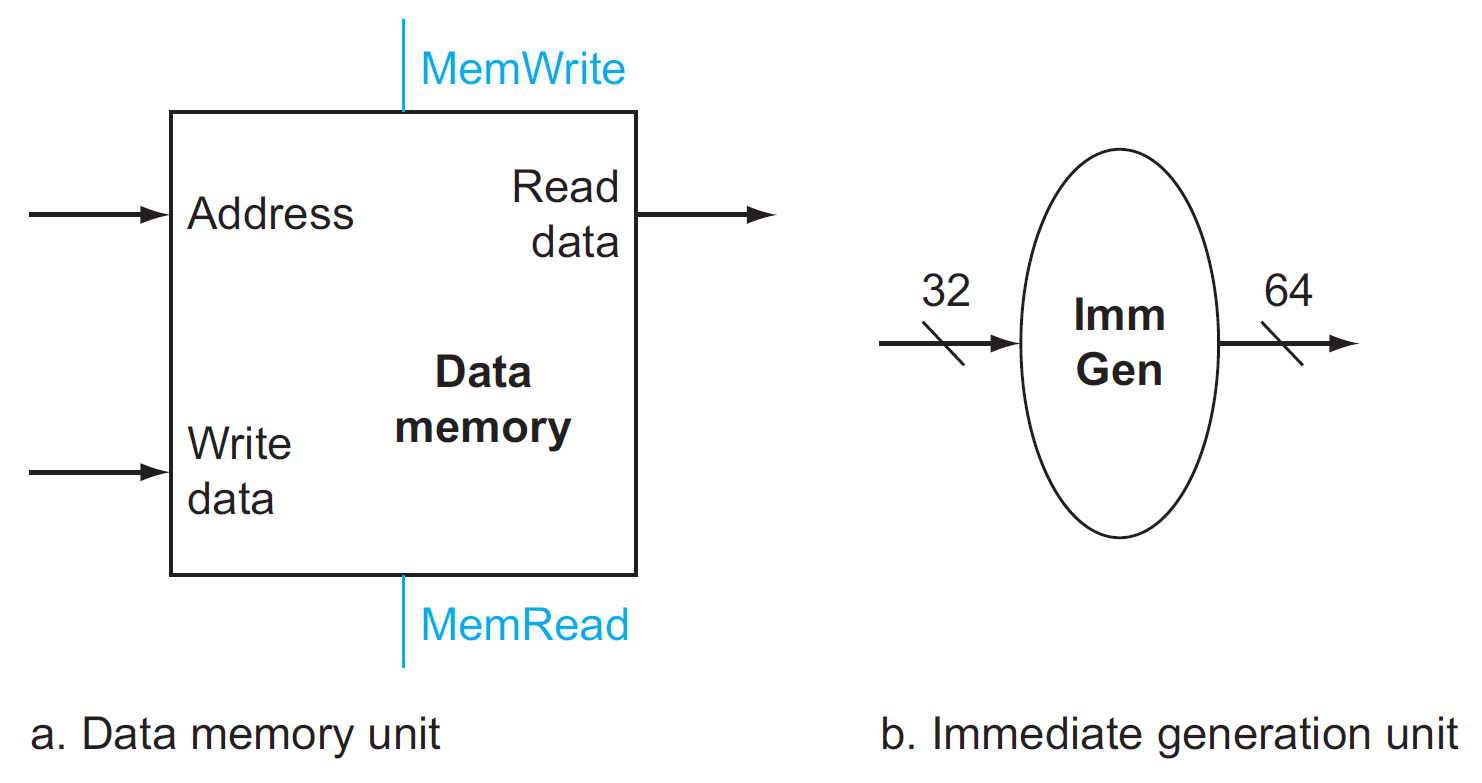 MemWrite
Address
Read
data
Data
memory
Write
data
MemRead
a. Data memory unit
32
Imm
Gen
64
b. Immediate generation unit